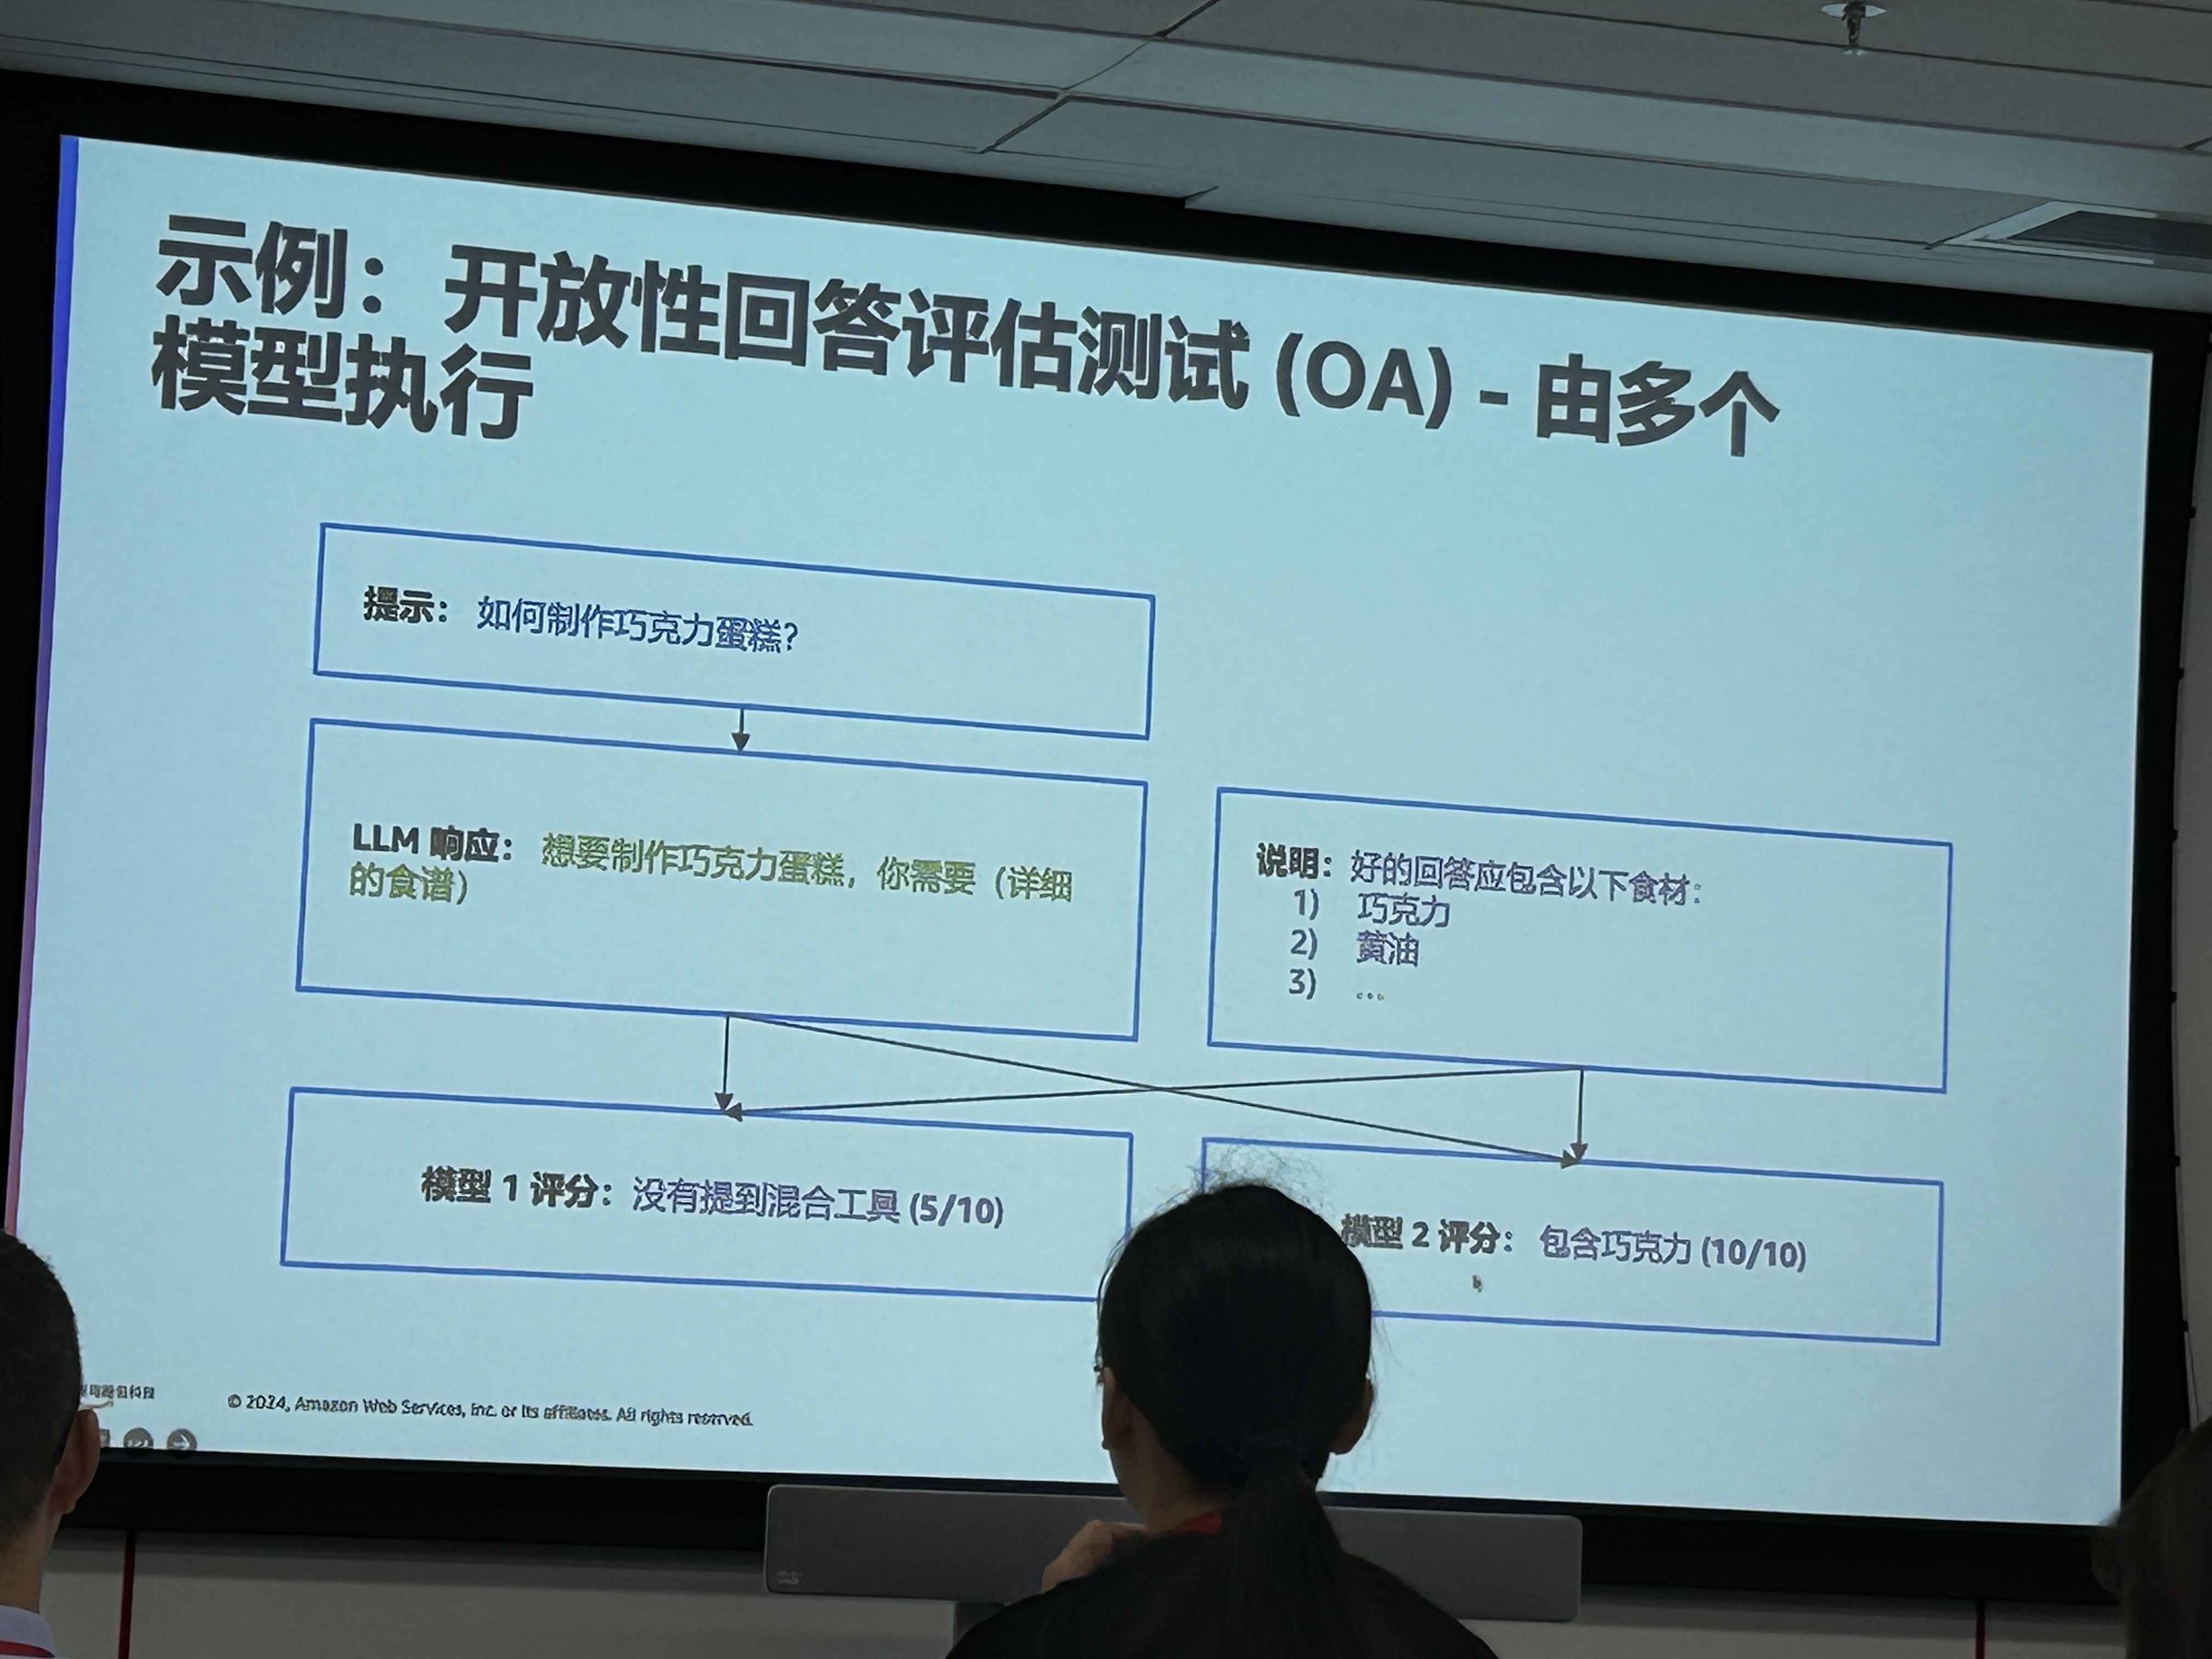 示例：开放性回答评估测试 (OA) - 由多个
模型执行
提示： 如何制作巧克力蛋糕?
LLM 响应： 想要制作巧克力蛋糕，你需要（详细
的食谱）
说明：好的回答应包含以下食材：
1) 巧克力
2) 黄油
3) …
模型 1 评分：没有提到混合工具 (5/10)
模型 2 评分： 包含巧克力 (10/10)
© 2024, Amazon Web Services, Inc. or its affiliates. All rights reserved.